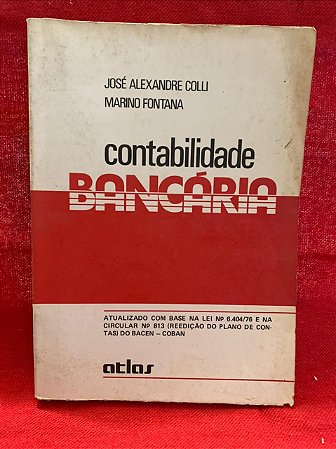 JOSÉ ALEXANDRE COLLI
MARINO FONTANA
contabilidade
BANCÁRIA
ATUALIZADO COM BASE NA LEI Nº 6.404/76 E NA
CIRCULAR Nº 813 (REEDIÇÃO DO PLANO DE CON-
TAS) DO BACEN – COBAN
atlas